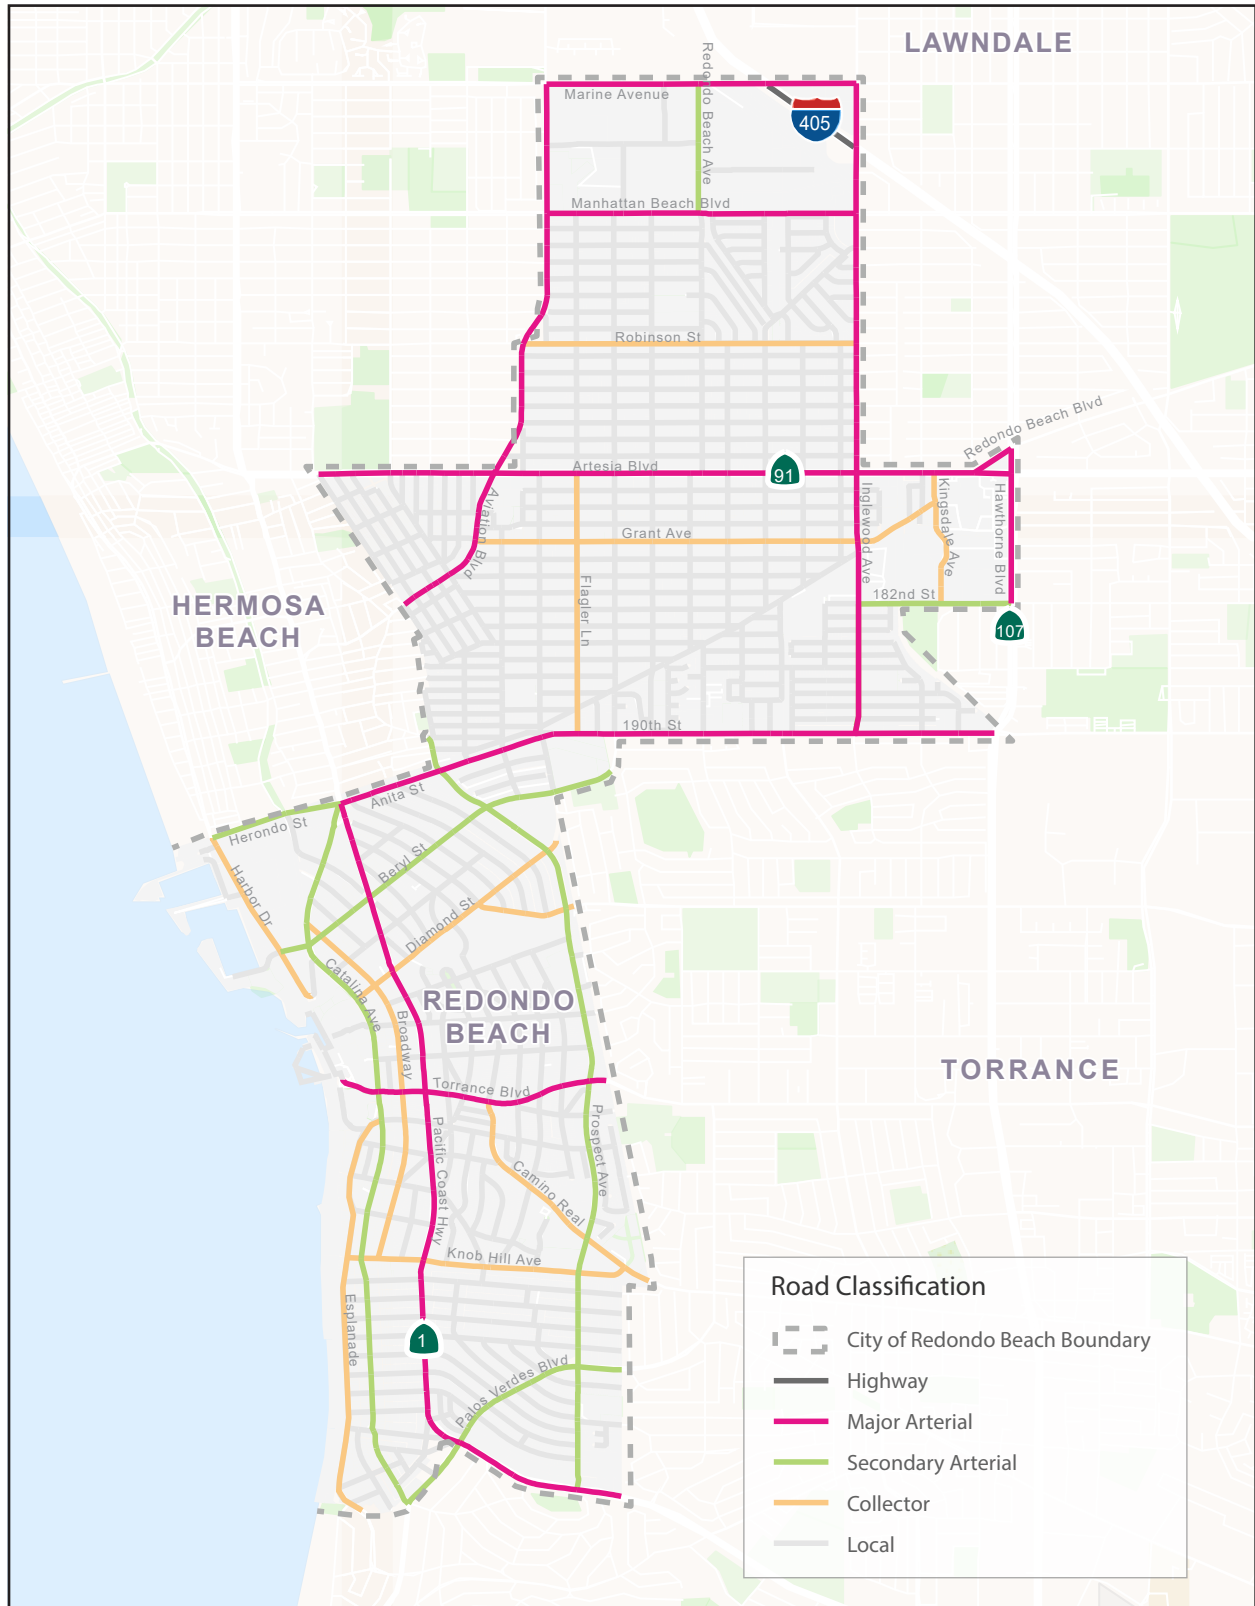 LAWNDALE
Redondo Beach Ave
Marine Avenue
405
Manhattan Beach Blvd
Robinson St
Redondo Beach Blvd
Artesia Blvd
91
Aviation Blvd
Inglewood Ave
Kingsdale Ave
Hawthorne Blvd
Grant Ave
Flagler Ln
182nd St
HERMOSA
BEACH
107
190th St
Anita St
Herondo St
Beryl St
Harbor Dr
Diamond St
Catalina Ave
REDONDO
BEACH
Broadway
TORRANCE
Torrance Blvd
Prospect Ave
Pacific Coast Hwy
Camino Real
Knob Hill Ave
Esplanade
1
Palos Verdes Blvd
Road Classification
City of Redondo Beach Boundary
Highway
Major Arterial
Secondary Arterial
Collector
Local